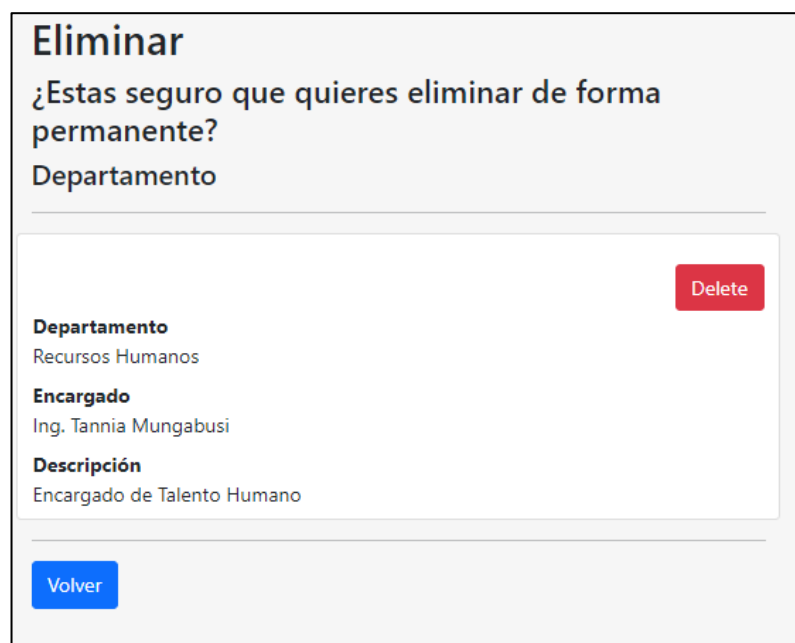 Eliminar
¿Estas seguro que quieres eliminar de forma
permanente?
Departamento
Delete
Departamento
Recursos Humanos
Encargado
Ing. Tannia Mungabusi
Descripción
Encargado de Talento Humano
Volver